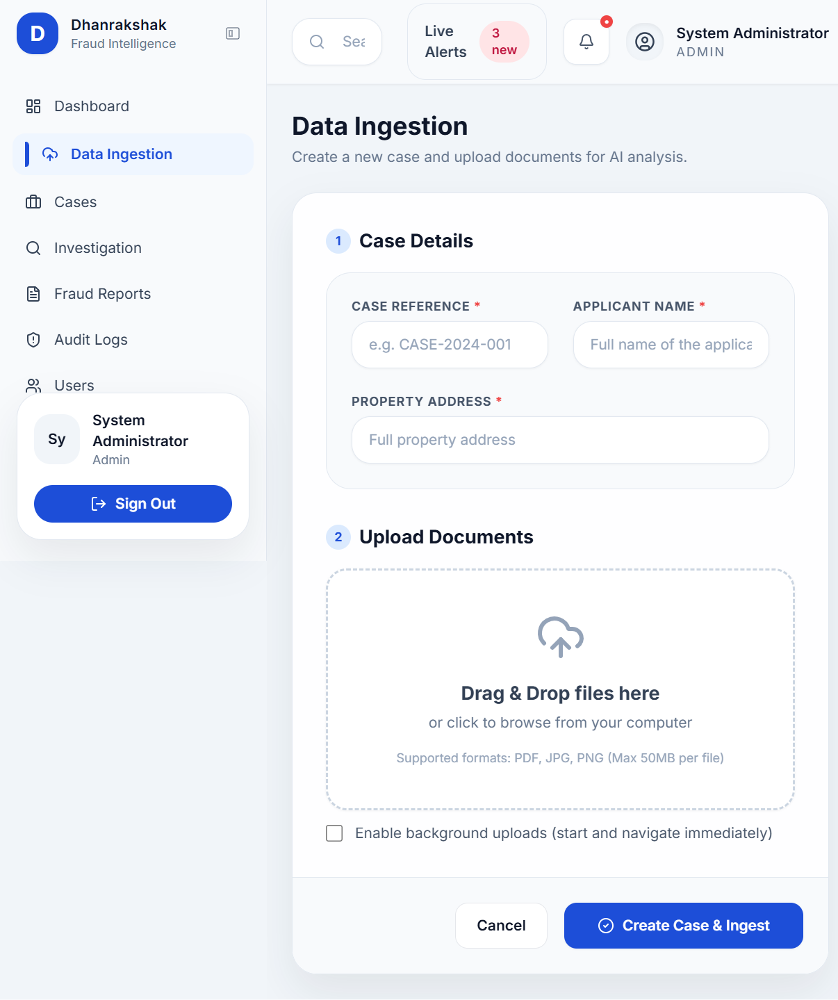 D
Dhanrakshak
Fraud Intelligence
Dashboard
Data Ingestion
Cases
Investigation
Fraud Reports
Audit Logs
Users
Sy
System
Administrator
Admin
Sign Out
Sea
Live
Alerts
3
new
System Administrator
ADMIN
Data Ingestion
Create a new case and upload documents for AI analysis.
1 Case Details
CASE REFERENCE *
e.g. CASE-2024-001
APPLICANT NAME *
Full name of the applica
PROPERTY ADDRESS *
Full property address
2 Upload Documents
Drag & Drop files here
or click to browse from your computer
Supported formats: PDF, JPG, PNG (Max 50MB per file)
Enable background uploads (start and navigate immediately)
Cancel
Create Case & Ingest